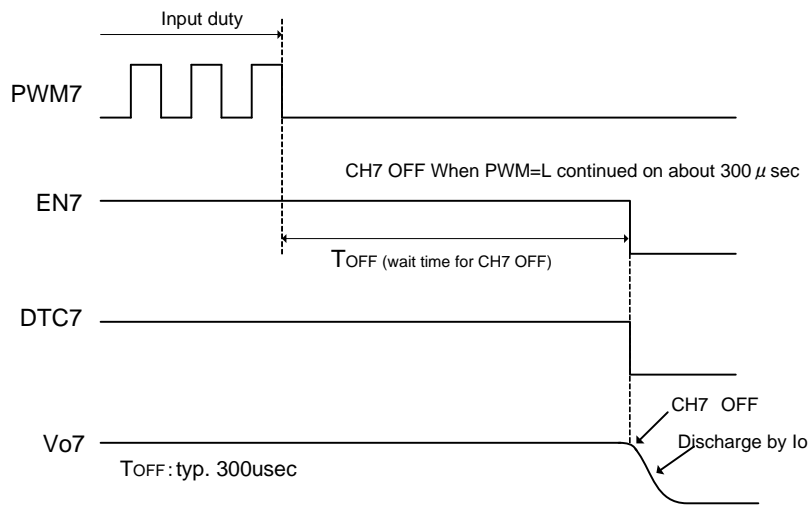 Input duty
PWM7
CH7 OFF When PWM=L continued on about 300 μ sec
EN7
TOFF (wait time for CH7 OFF)
DTC7
CH7 OFF
Vo7
Discharge by Io
TOFF : typ. 300usec